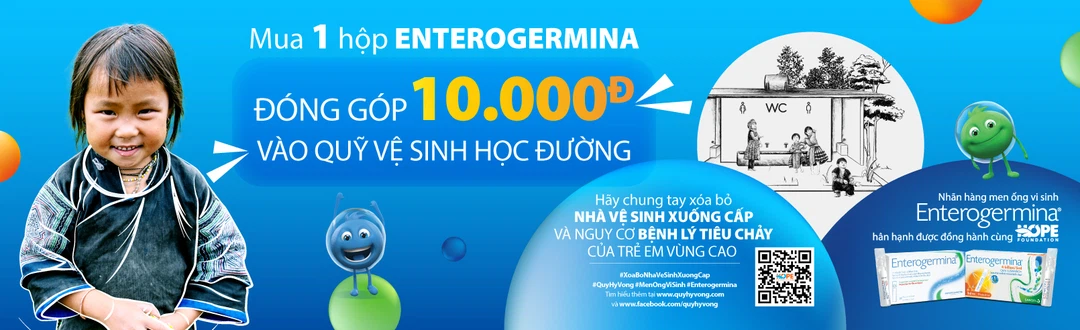 Mua 1 hộp ENTEROGERMINA
ĐÓNG GÓP 10.000Đ
VÀO QUỸ VỆ SINH HỌC ĐƯỜNG
WC
Hãy chung tay xóa bỏ
NHÀ VỆ SINH XUỐNG CẤP
VÀ NGUY CƠ BỆNH LÝ TIÊU CHẢY
CỦA TRẺ EM VÙNG CAO
#XoaBoNhaVeSinhXuongCap
#QuyHyVong #MenOngViSinh #Enterogermina
Tìm hiểu thêm tại www.quyhyvong.com
và www.facebook.com/quyhyvong
HOPE
Nhãn hàng men ống vi sinh
Enterogermina®
hân hạnh được đồng hành cùng HOPE
FOUNDATION
Enterogermina
Enterogermina